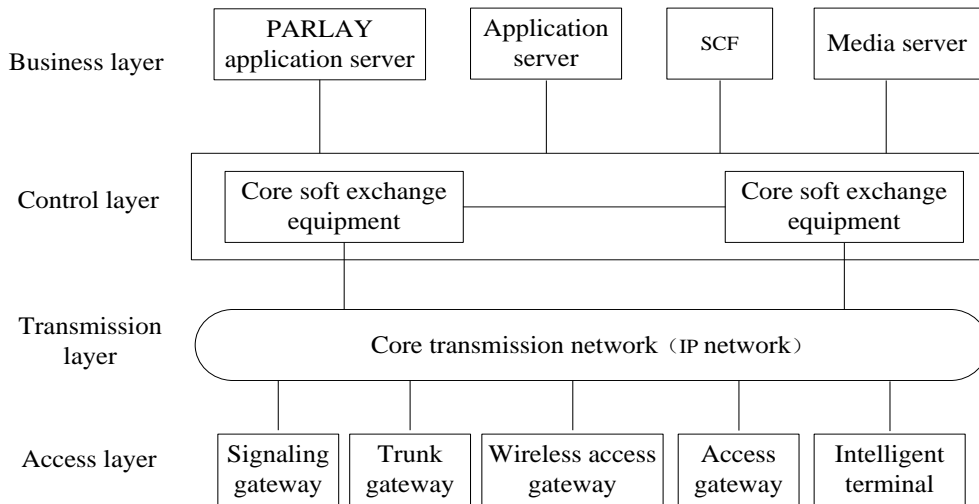 Business layer
PARLAY
application server
Application
server
SCF
Media server
Control layer
Core soft exchange
equipment
Core soft exchange
equipment
Transmission
layer
Core transmission network（IP network）
Access layer
Signaling
gateway
Trunk
gateway
Wireless access
gateway
Access
gateway
Intelligent
terminal